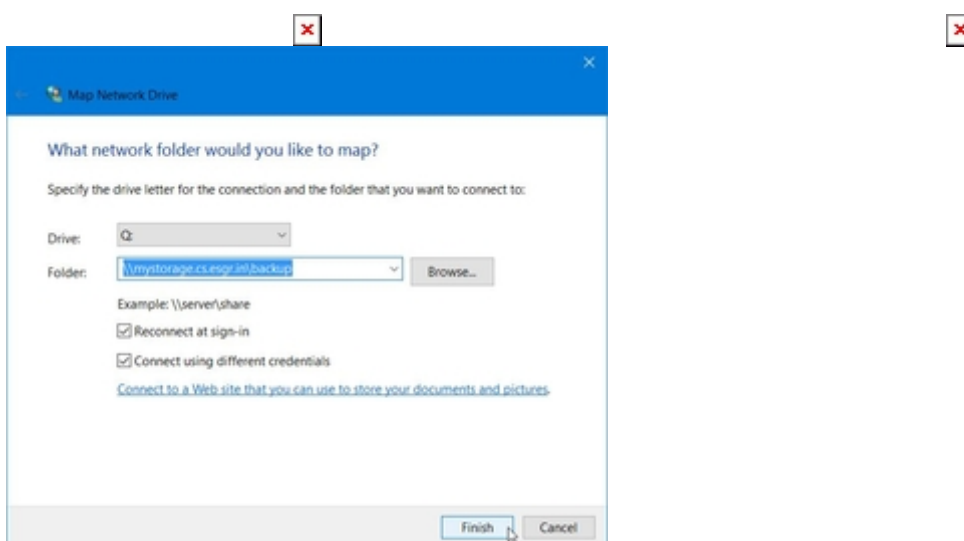 Map Network Drive
What network folder would you like to map?
Specify the drive letter for the connection and the folder that you want to connect to:
Drive: Q:
Folder: \\mystorage.cs.esgr.in\backup Browse...
Example: \\server\share
Reconnect at sign-in
Connect using different credentials
Connect to a Web site that you can use to store your documents and pictures.
Finish Cancel